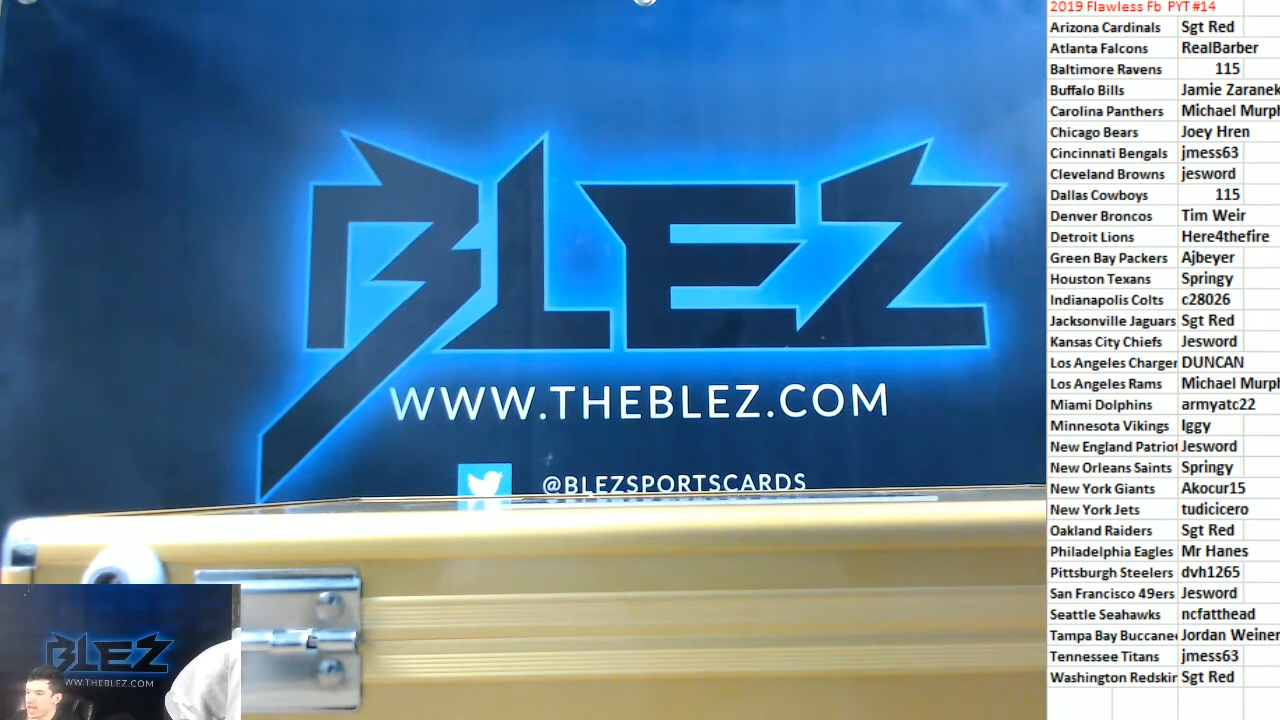 BLEZ
WWW.THEBLEZ.COM
@BLEZSPORTSCARDS
BLEZ
WW.THEBLEZ.COM
2019 Flawless Fb PYT #14
Arizona Cardinals Sgt Red
Atlanta Falcons RealBarber
Baltimore Ravens 115
Buffalo Bills Jamie Zaranek
Carolina Panthers Michael Murph
Chicago Bears Joey Hren
Cincinnati Bengals jmess63
Cleveland Browns jesword
Dallas Cowboys 115
Denver Broncos Tim Weir
Detroit Lions Here4thefire
Green Bay Packers Ajbeyer
Houston Texans Springy
Indianapolis Colts c28026
Jacksonville Jaguars Sgt Red
Kansas City Chiefs Jesword
Los Angeles Charger DUNCAN
Los Angeles Rams Michael Murph
Miami Dolphins armyatc22
Minnesota Vikings Iggy
New England Patriot Jesword
New Orleans Saints Springy
New York Giants Akocur15
New York Jets tudicicero
Oakland Raiders Sgt Red
Philadelphia Eagles Mr Hanes
Pittsburgh Steelers dvh1265
San Francisco 49ers Jesword
Seattle Seahawks ncfatthead
Tampa Bay Buccanee Jordan Weiner
Tennessee Titans jmess63
Washington Redskin Sgt Red